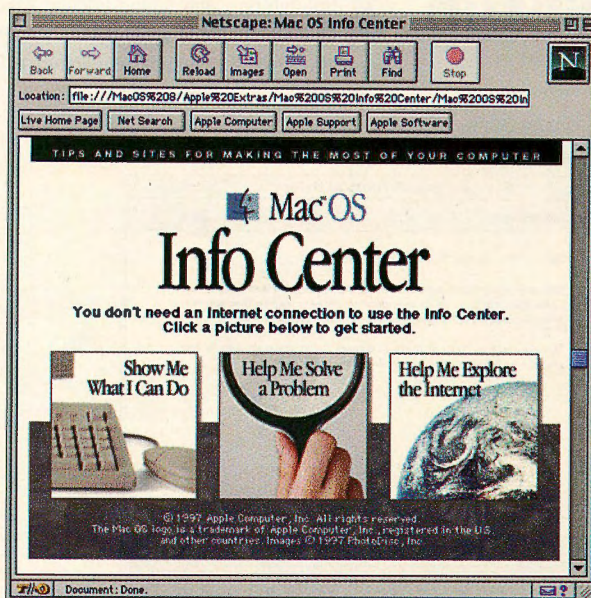 Netscape: Mac OS Info Center
Back Forward Home Reload Images Open Print Find Stop
N
Location: file:///MacOS%208/Apple%20Extras/Mac%20OS%20Info%20Center/Mac%20OS%20In
Live Home Page Net Search Apple Computer Apple Support Apple Software
TIPS AND SITES FOR MAKING THE MOST OF YOUR COMPUTER
Mac™OS
Info Center
You don't need an Internet connection to use the Info Center.
Click a picture below to get started.
Show Me
What I Can Do
Help Me Solve
a Problem
Help Me Explore
the Internet
© 1997 Apple Computer, Inc. All rights reserved.
The Mac OS logo is a trademark of Apple Computer, Inc., registered in the U.S.
and other countries. Images © 1997 PhotoDisc, Inc.
Document: Done.
?